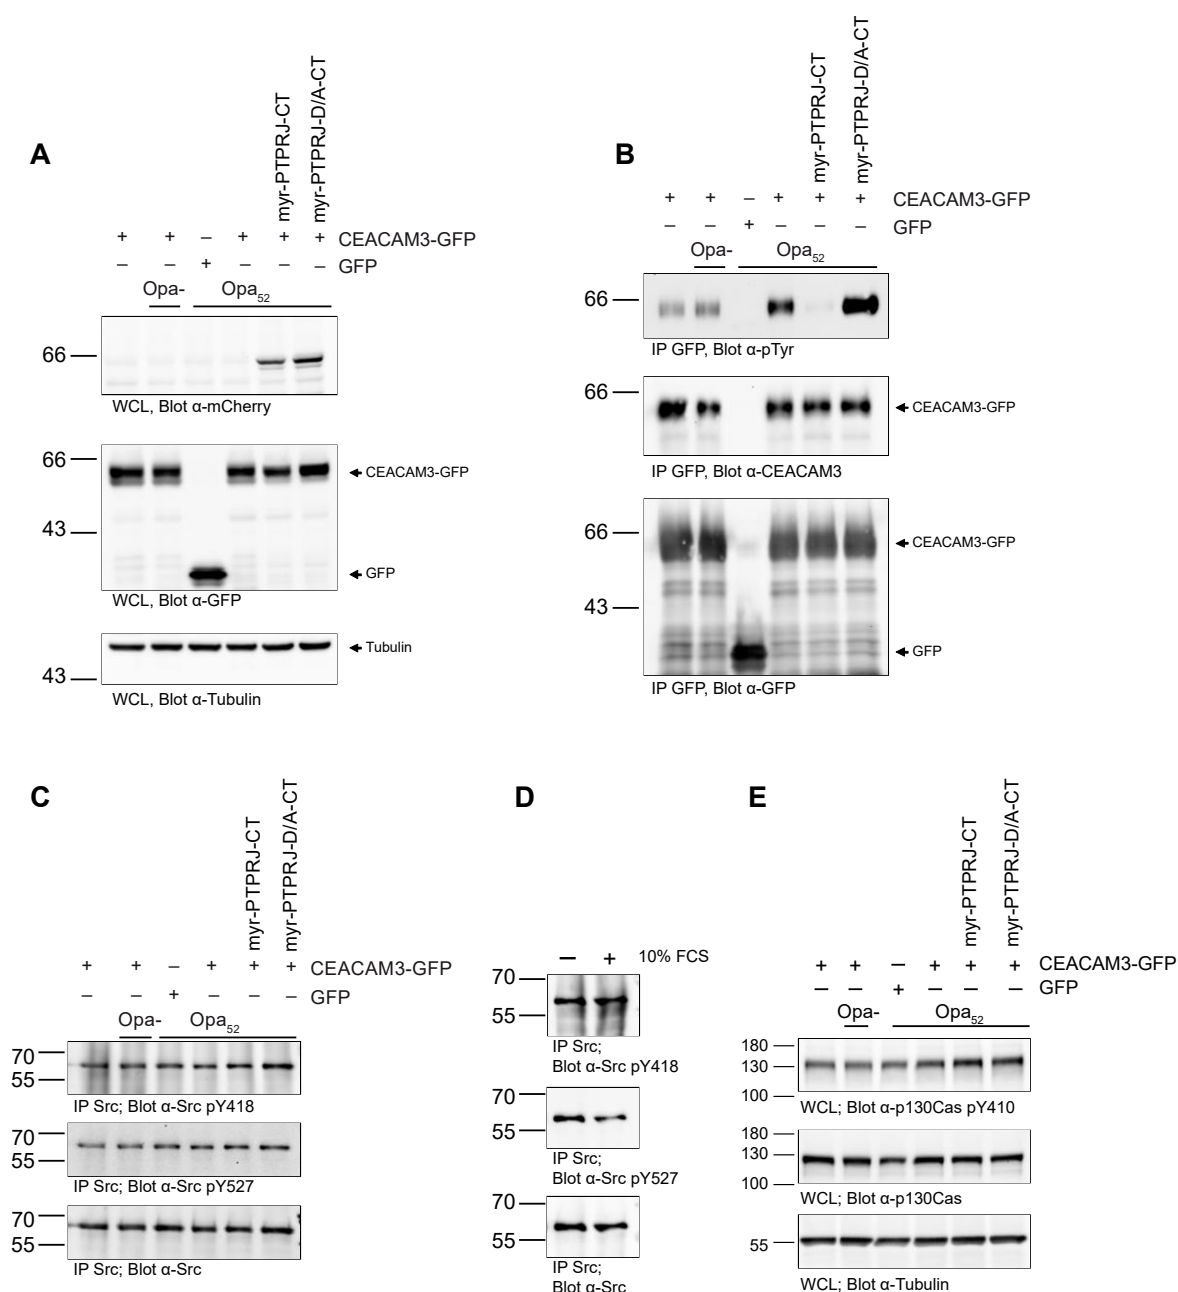 A
myr-PTPRJ-CT
myr-PTPRJ-D/A-CT
+ + – + + + CEACAM3-GFP
– – + – – – GFP
Opa- Opa52
66
WCL, Blot α-mCherry
66
CEACAM3-GFP
43
GFP
WCL, Blot α-GFP
Tubulin
43
WCL, Blot α-Tubulin
B
myr-PTPRJ-CT
myr-PTPRJ-D/A-CT
+ + – + + + CEACAM3-GFP
– – + – – – GFP
Opa- Opa52
66
IP GFP, Blot α-pTyr
66
CEACAM3-GFP
IP GFP, Blot α-CEACAM3
66
CEACAM3-GFP
43
GFP
IP GFP, Blot α-GFP
C
myr-PTPRJ-CT
myr-PTPRJ-D/A-CT
+ + – + + + CEACAM3-GFP
– – + – – – GFP
Opa- Opa52
70
55
IP Src; Blot α-Src pY418
70
55
IP Src; Blot α-Src pY527
70
55
IP Src; Blot α-Src
D
– + 10% FCS
70
55
IP Src;
Blot α-Src pY418
70
55
IP Src;
Blot α-Src pY527
70
55
IP Src;
Blot α-Src
E
myr-PTPRJ-CT
myr-PTPRJ-D/A-CT
+ + – + + + CEACAM3-GFP
– – + – – – GFP
Opa- Opa52
180
130
100
WCL; Blot α-p130Cas pY410
180
130
100
WCL; Blot α-p130Cas
55
WCL; Blot α-Tubulin